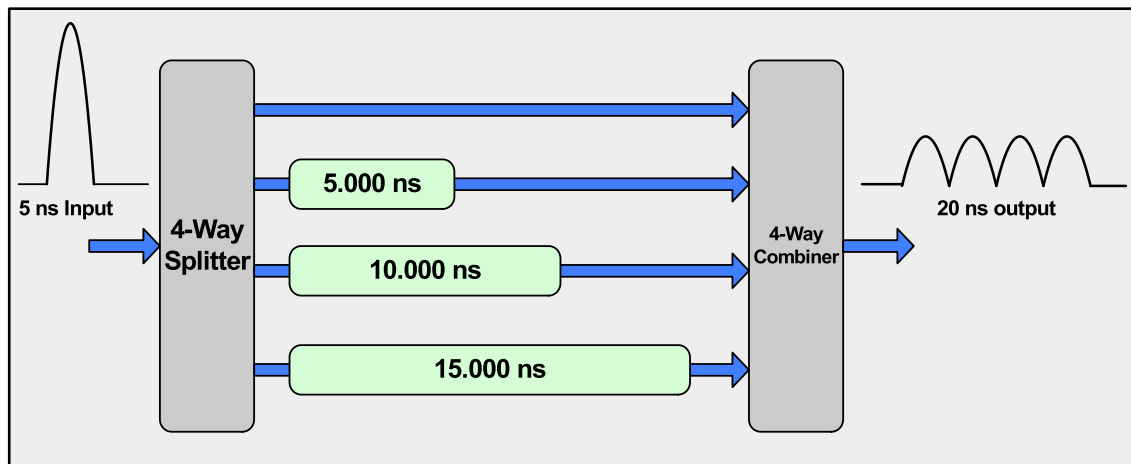 5 ns Input
4-Way
Splitter
5.000 ns
10.000 ns
15.000 ns
4-Way
Combiner
20 ns output